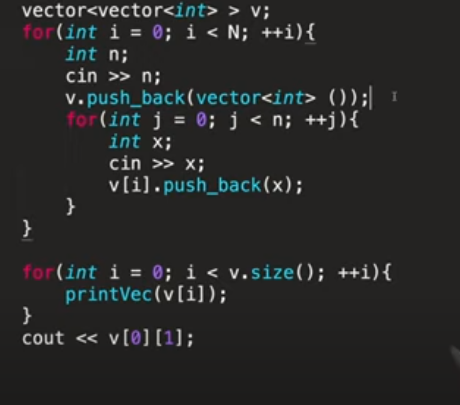 vector<vector<int> > v;
for(int i = 0; i < N; ++i){
    int n;
    cin >> n;
    v.push_back(vector<int> ());
    for(int j = 0; j < n; ++j){
        int x;
        cin >> x;
        v[i].push_back(x);
    }
}

for(int i = 0; i < v.size(); ++i){
    printVec(v[i]);
}
cout << v[0][1];